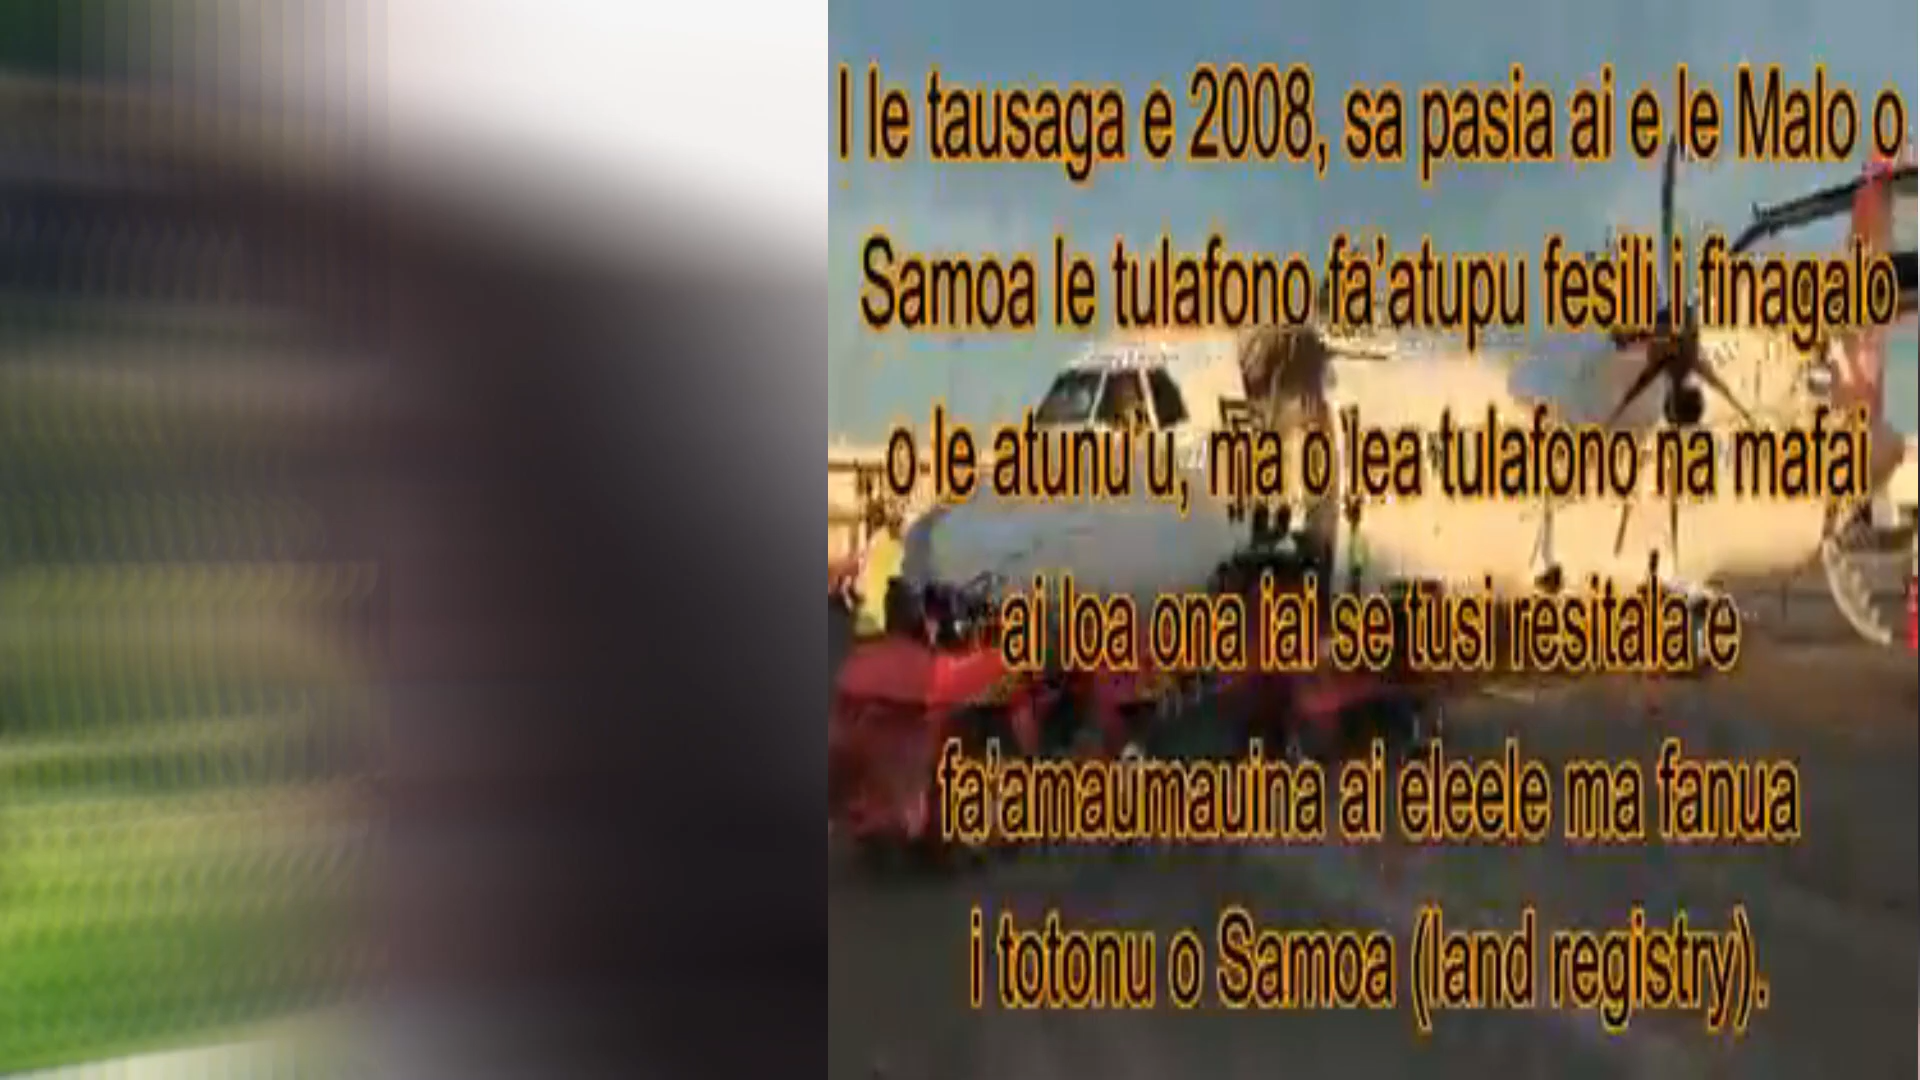 I le tausaga e 2008, sa pasia ai e le Malo o
Samoa le tulafono fa’atupu fesili i finagalo
o le atunu’u, ma o lea tulafono na mafai
ai loa ona iai se tusi resitala e
fa’amaumauina ai eleele ma fanua
i totonu o Samoa (land registry).